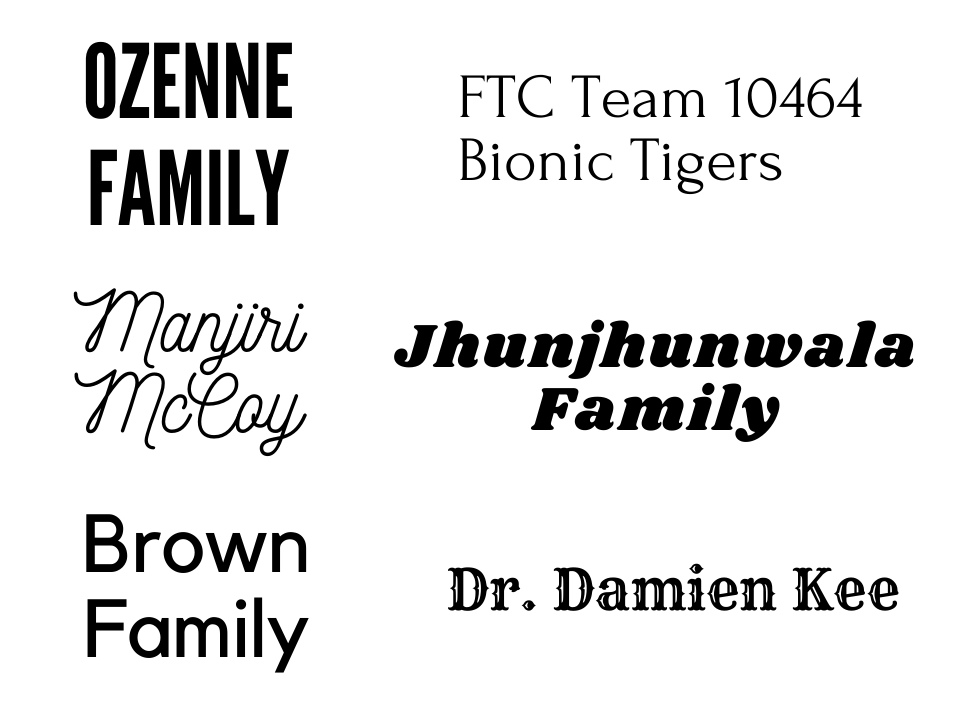 OZENNE
FAMILY
FTC Team 10464
Bionic Tigers
Manjiri
McCoy
Jhunjhunwala
Family
Brown
Family
Dr. Damien Kee